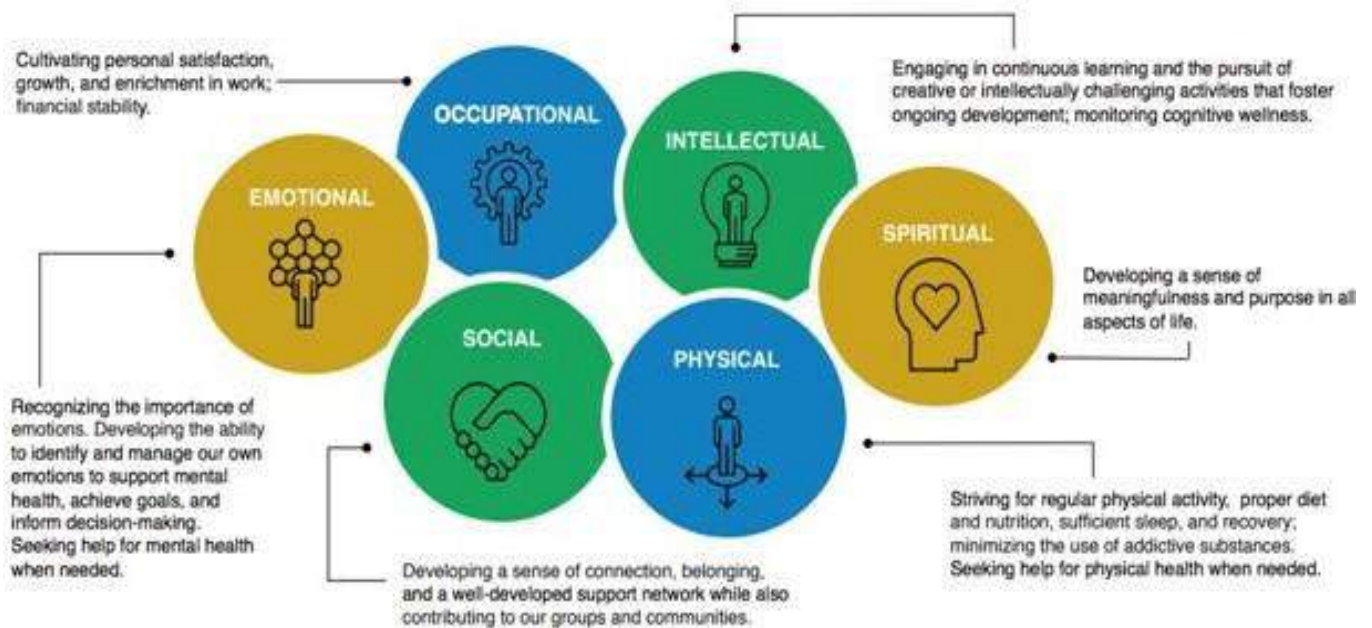 Cultivating personal satisfaction,
growth, and enrichment in work;
financial stability.
OCCUPATIONAL
INTELLECTUAL
Engaging in continuous learning and the pursuit of
creative or intellectually challenging activities that foster
ongoing development; monitoring cognitive wellness.
EMOTIONAL
SPIRITUAL
Developing a sense of
meaningfulness and purpose in all
aspects of life.
SOCIAL
PHYSICAL
Recognizing the importance of
emotions. Developing the ability
to identify and manage our own
emotions to support mental
health, achieve goals, and
inform decision-making.
Seeking help for mental health
when needed.
Developing a sense of connection, belonging,
and a well-developed support network while also
contributing to our groups and communities.
Striving for regular physical activity, proper diet
and nutrition, sufficient sleep, and recovery;
minimizing the use of addictive substances.
Seeking help for physical health when needed.